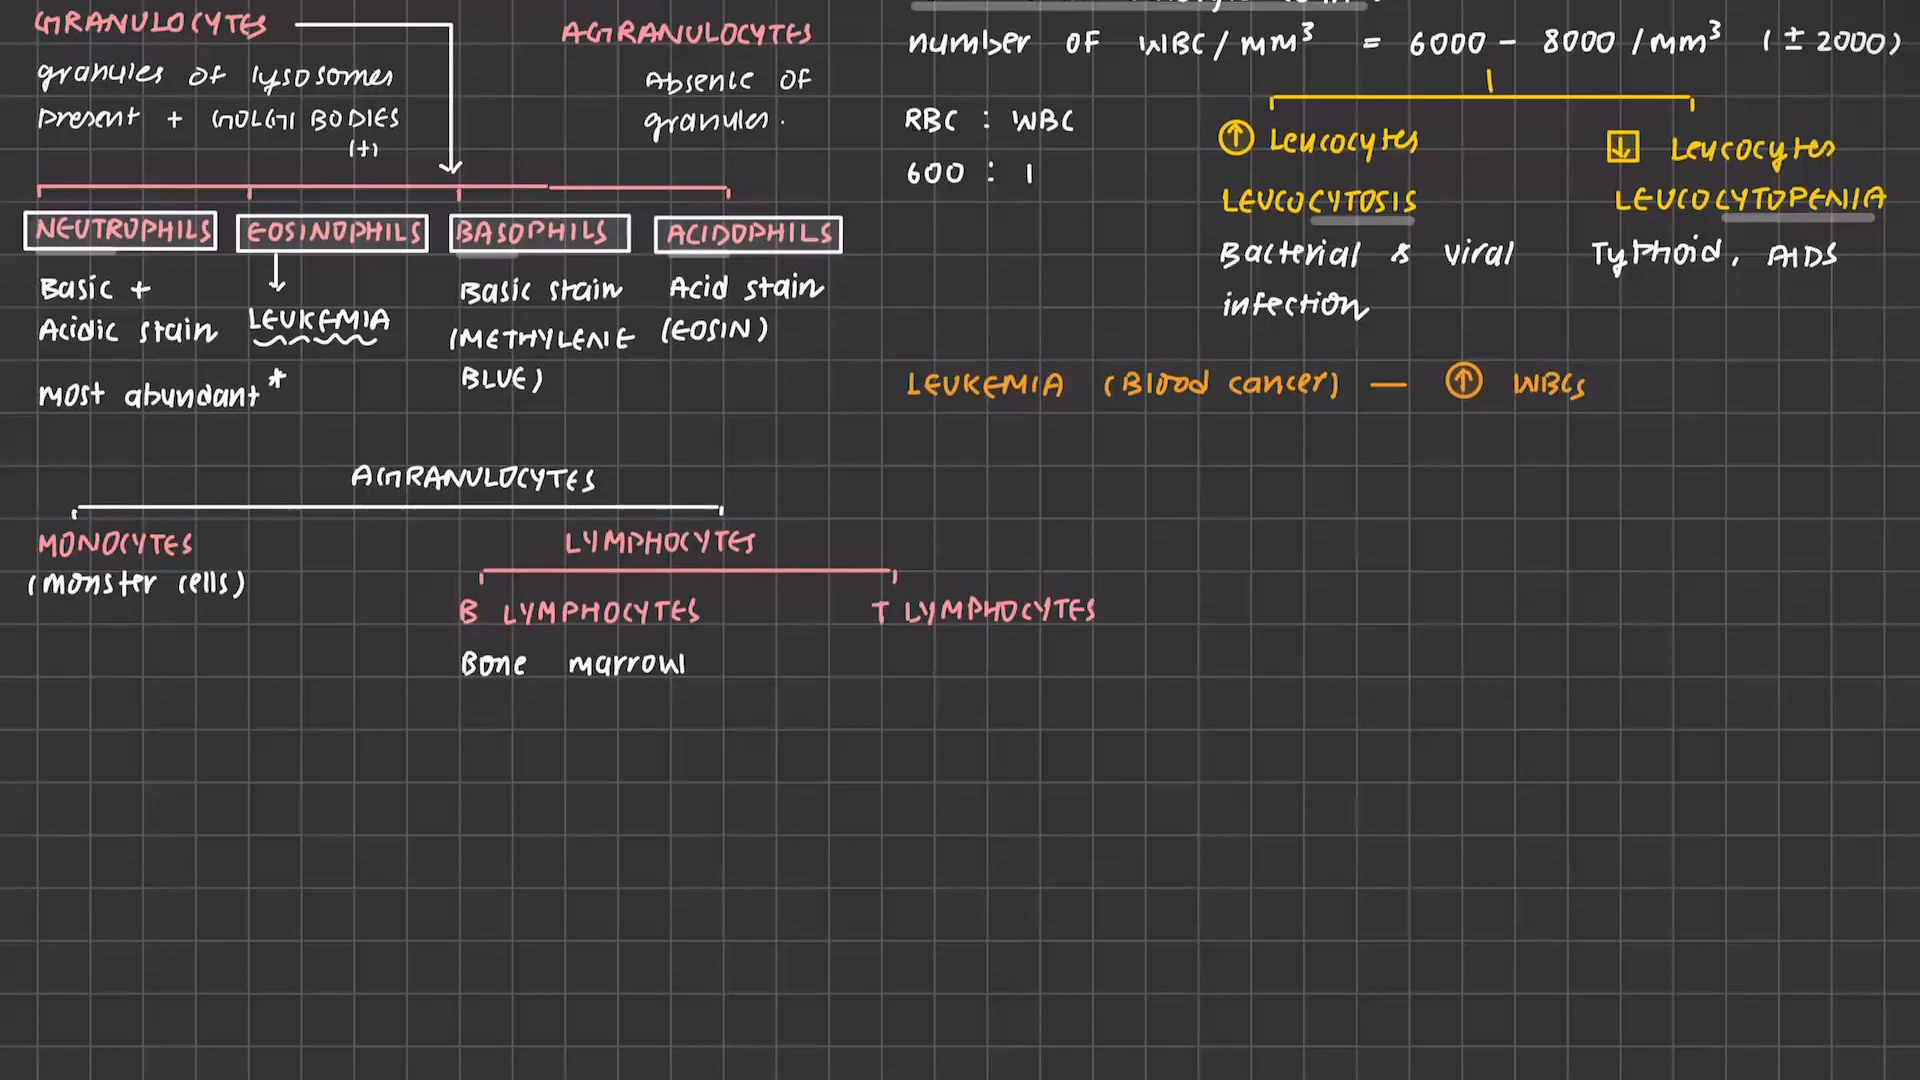 GRANULOCYTES
granules of lysosomes
present + GOLGI BODIES
(+)
AGRANULOCYTES
Absence of
granules.
number of WBC/mm³ = 6000 - 8000 /mm³ (± 2000)
RBC : WBC
600 : 1
↑ Leucocytes
LEUCOCYTOSIS
Bacterial & viral
infection
↓ Leucocytes
LEUCOCYTOPENIA
Typhoid, AIDS
NEUTROPHILS
Basic +
Acidic stain
most abundant*
EOSINOPHILS
LEUKEMIA
BASOPHILS
Basic stain
(METHYLENE
BLUE)
ACIDOPHILS
Acid stain
(EOSIN)
LEUKEMIA (Blood cancer) — ↑ WBCs
AGRANULOCYTES
MONOCYTES
(monster cells)
LYMPHOCYTES
B LYMPHOCYTES
Bone marrow
T LYMPHOCYTES